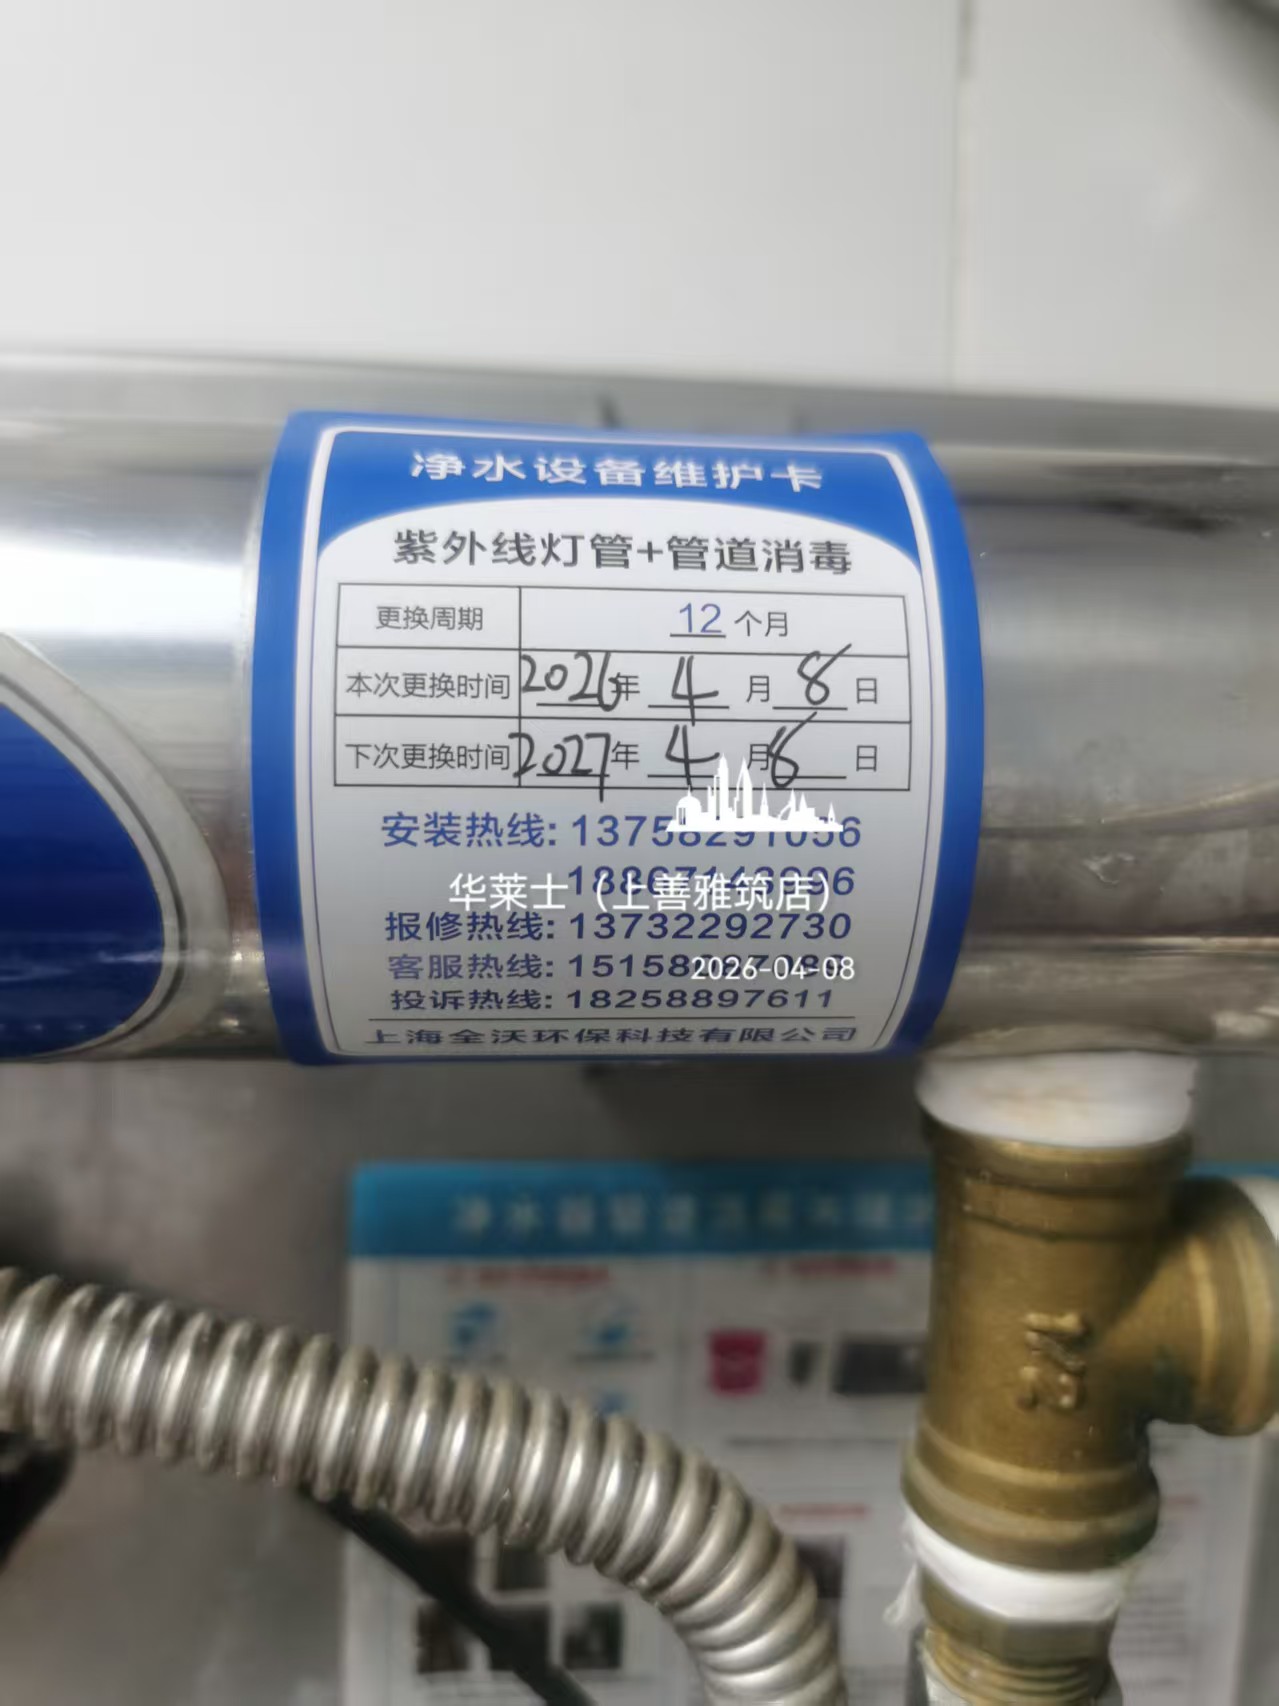 净水设备维护卡
紫外线灯管+管道消毒
更换周期 12 个月
本次更换时间 2026年 4 月 8 日
下次更换时间 2027年 4 月 8 日
安装热线: 13758291056
华莱士（上善雅筑店）
报修热线: 13732292730
客服热线:
2026-04-08
投诉热线: 18258897611
上海全沃环保科技有限公司